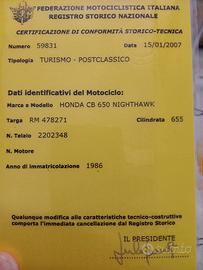 FEDERAZIONE MOTOCICLISTICA ITALIANA
REGISTRO STORICO NAZIONALE
CERTIFICAZIONE DI CONFORMITÀ STORICO-TECNICA
Numero 59831 Data 15/01/2007
Tipologia TURISMO - POSTCLASSICO
Dati identificativi del Motociclo:
Marca e Modello HONDA CB 650 NIGHTHAWK
Targa RM 478271 Cilindrata 655
N. Telaio 2202348
N. Motore
Anno di immatricolazione 1986
Qualunque modifica alle caratteristiche tecnico-costruttive
comporta l'immediata cancellazione dal Registro Storico
IL PRESIDENTE